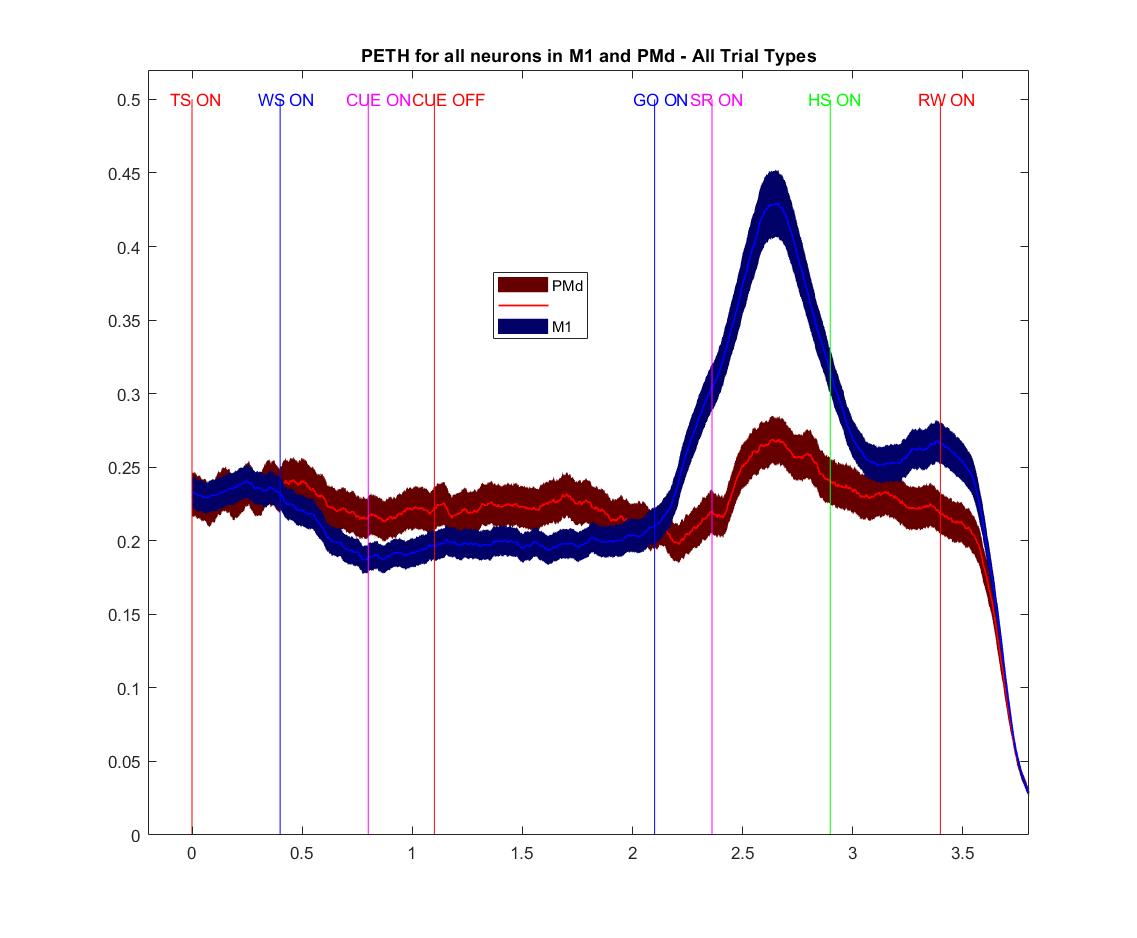 PETH for all neurons in M1 and PMd - All Trial Types
0.5
TS ON WS ON CUE ON CUE OFF GO ON SR ON HS ON RW ON
0.45
0.4
PMd
0.35
M1
0.3
0.25
0.2
0.15
0.1
0.05
0
0 0.5 1 1.5 2 2.5 3 3.5